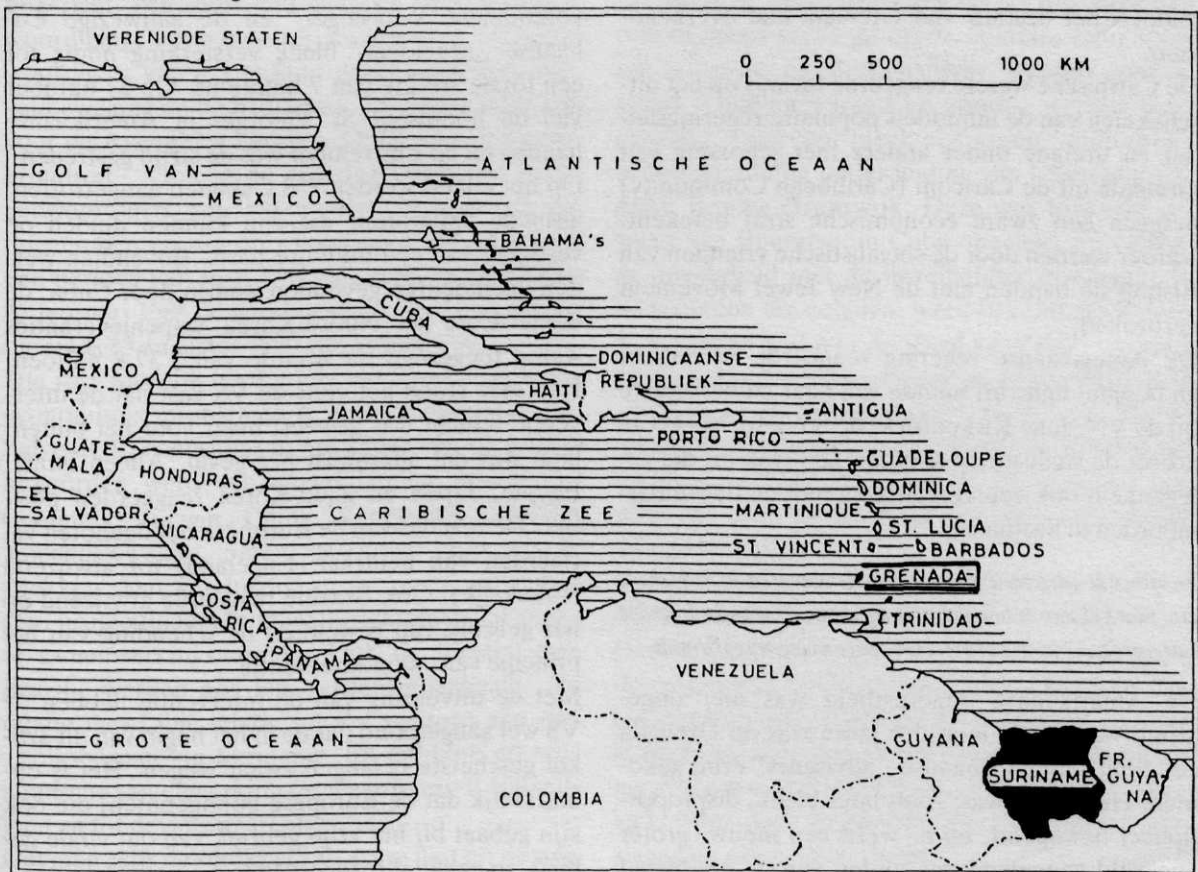 VERENIGDE STATEN
0 250 500 1000 KM
GOLF VAN
MEXICO
ATLANTISCHE OCEAAN
BAHAMA's
CUBA
MEXICO
DOMINICAANSE
REPUBLIEK
HAITI
JAMAICA
ANTIGUA
PORTO RICO
GUATE-
MALA
HONDURAS
GUADELOUPE
DOMINICA
EL
SALVADOR
CARIBISCHE ZEE
MARTINIQUE
NICARAGUA
ST. LUCIA
ST. VINCENT
BARBADOS
GRENADA
COSTA
RICA
TRINIDAD
PANAMA
VENEZUELA
GROTE OCEAAN
GUYANA
COLOMBIA
SURINAME
FR.
GUYA-
NA